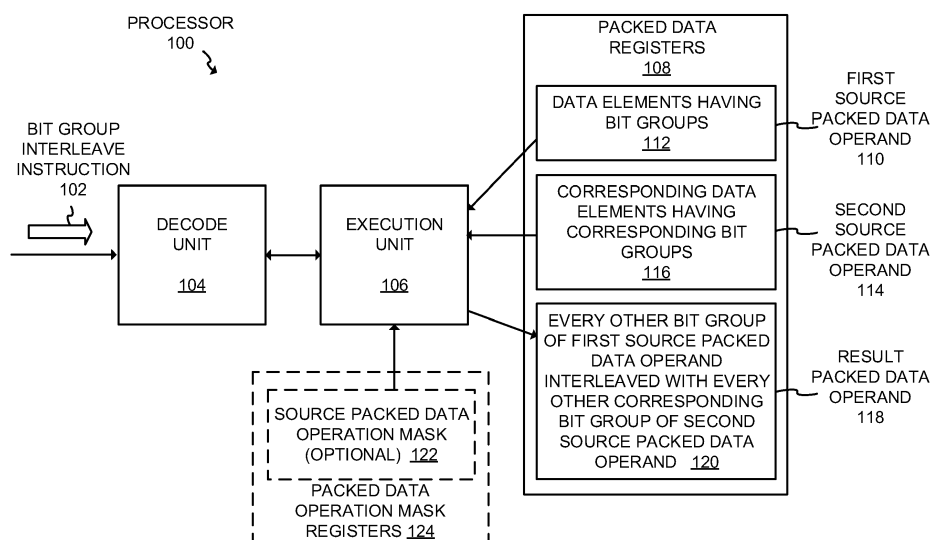 PROCESSOR
100
BIT GROUP
INTERLEAVE
INSTRUCTION
102
DECODE
UNIT
104
EXECUTION
UNIT
106
PACKED DATA
REGISTERS
108
DATA ELEMENTS HAVING
BIT GROUPS
112
FIRST
SOURCE
PACKED DATA
OPERAND
110
CORRESPONDING DATA
ELEMENTS HAVING
CORRESPONDING BIT
GROUPS
116
SECOND
SOURCE
PACKED DATA
OPERAND
114
EVERY OTHER BIT GROUP
OF FIRST SOURCE PACKED
DATA OPERAND
INTERLEAVED WITH EVERY
OTHER CORRESPONDING
BIT GROUP OF SECOND
SOURCE PACKED DATA
OPERAND 120
RESULT
PACKED DATA
OPERAND
118
SOURCE PACKED DATA
OPERATION MASK
(OPTIONAL) 122
PACKED DATA
OPERATION MASK
REGISTERS 124